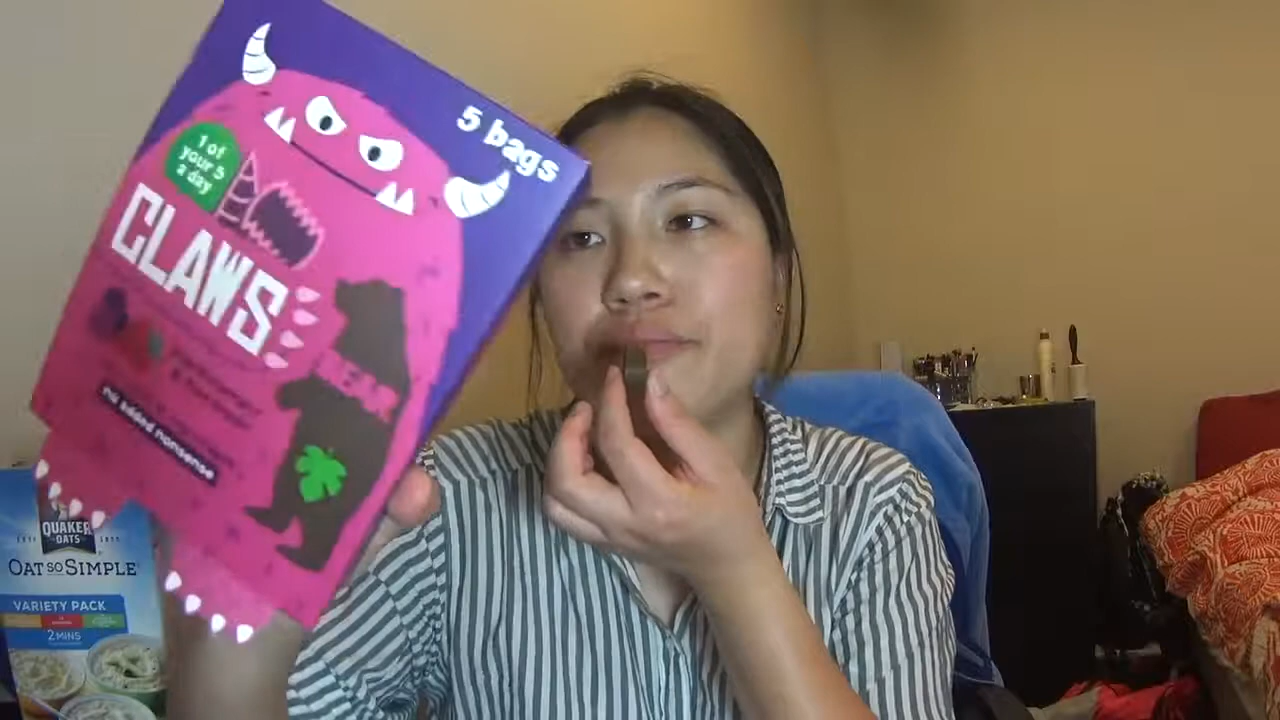 5 bags
1 of
your 5
a day
CLAWS
BEAR
no added nonsense
QUAKER
OATS
OAT SO SIMPLE
VARIETY PACK
2 MINS